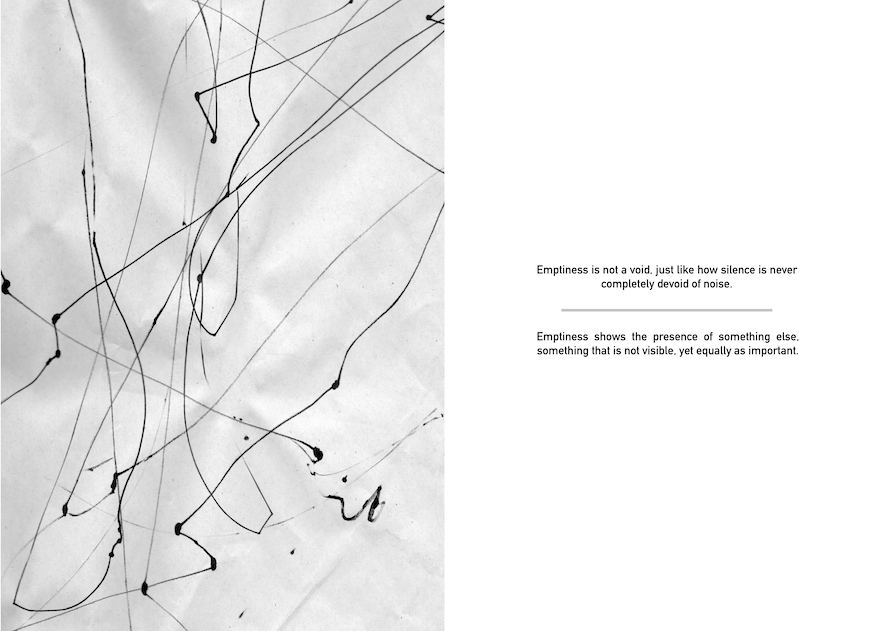 Emptiness is not a void, just like how silence is never
completely devoid of noise.
Emptiness shows the presence of something else,
something that is not visible, yet equally as important.